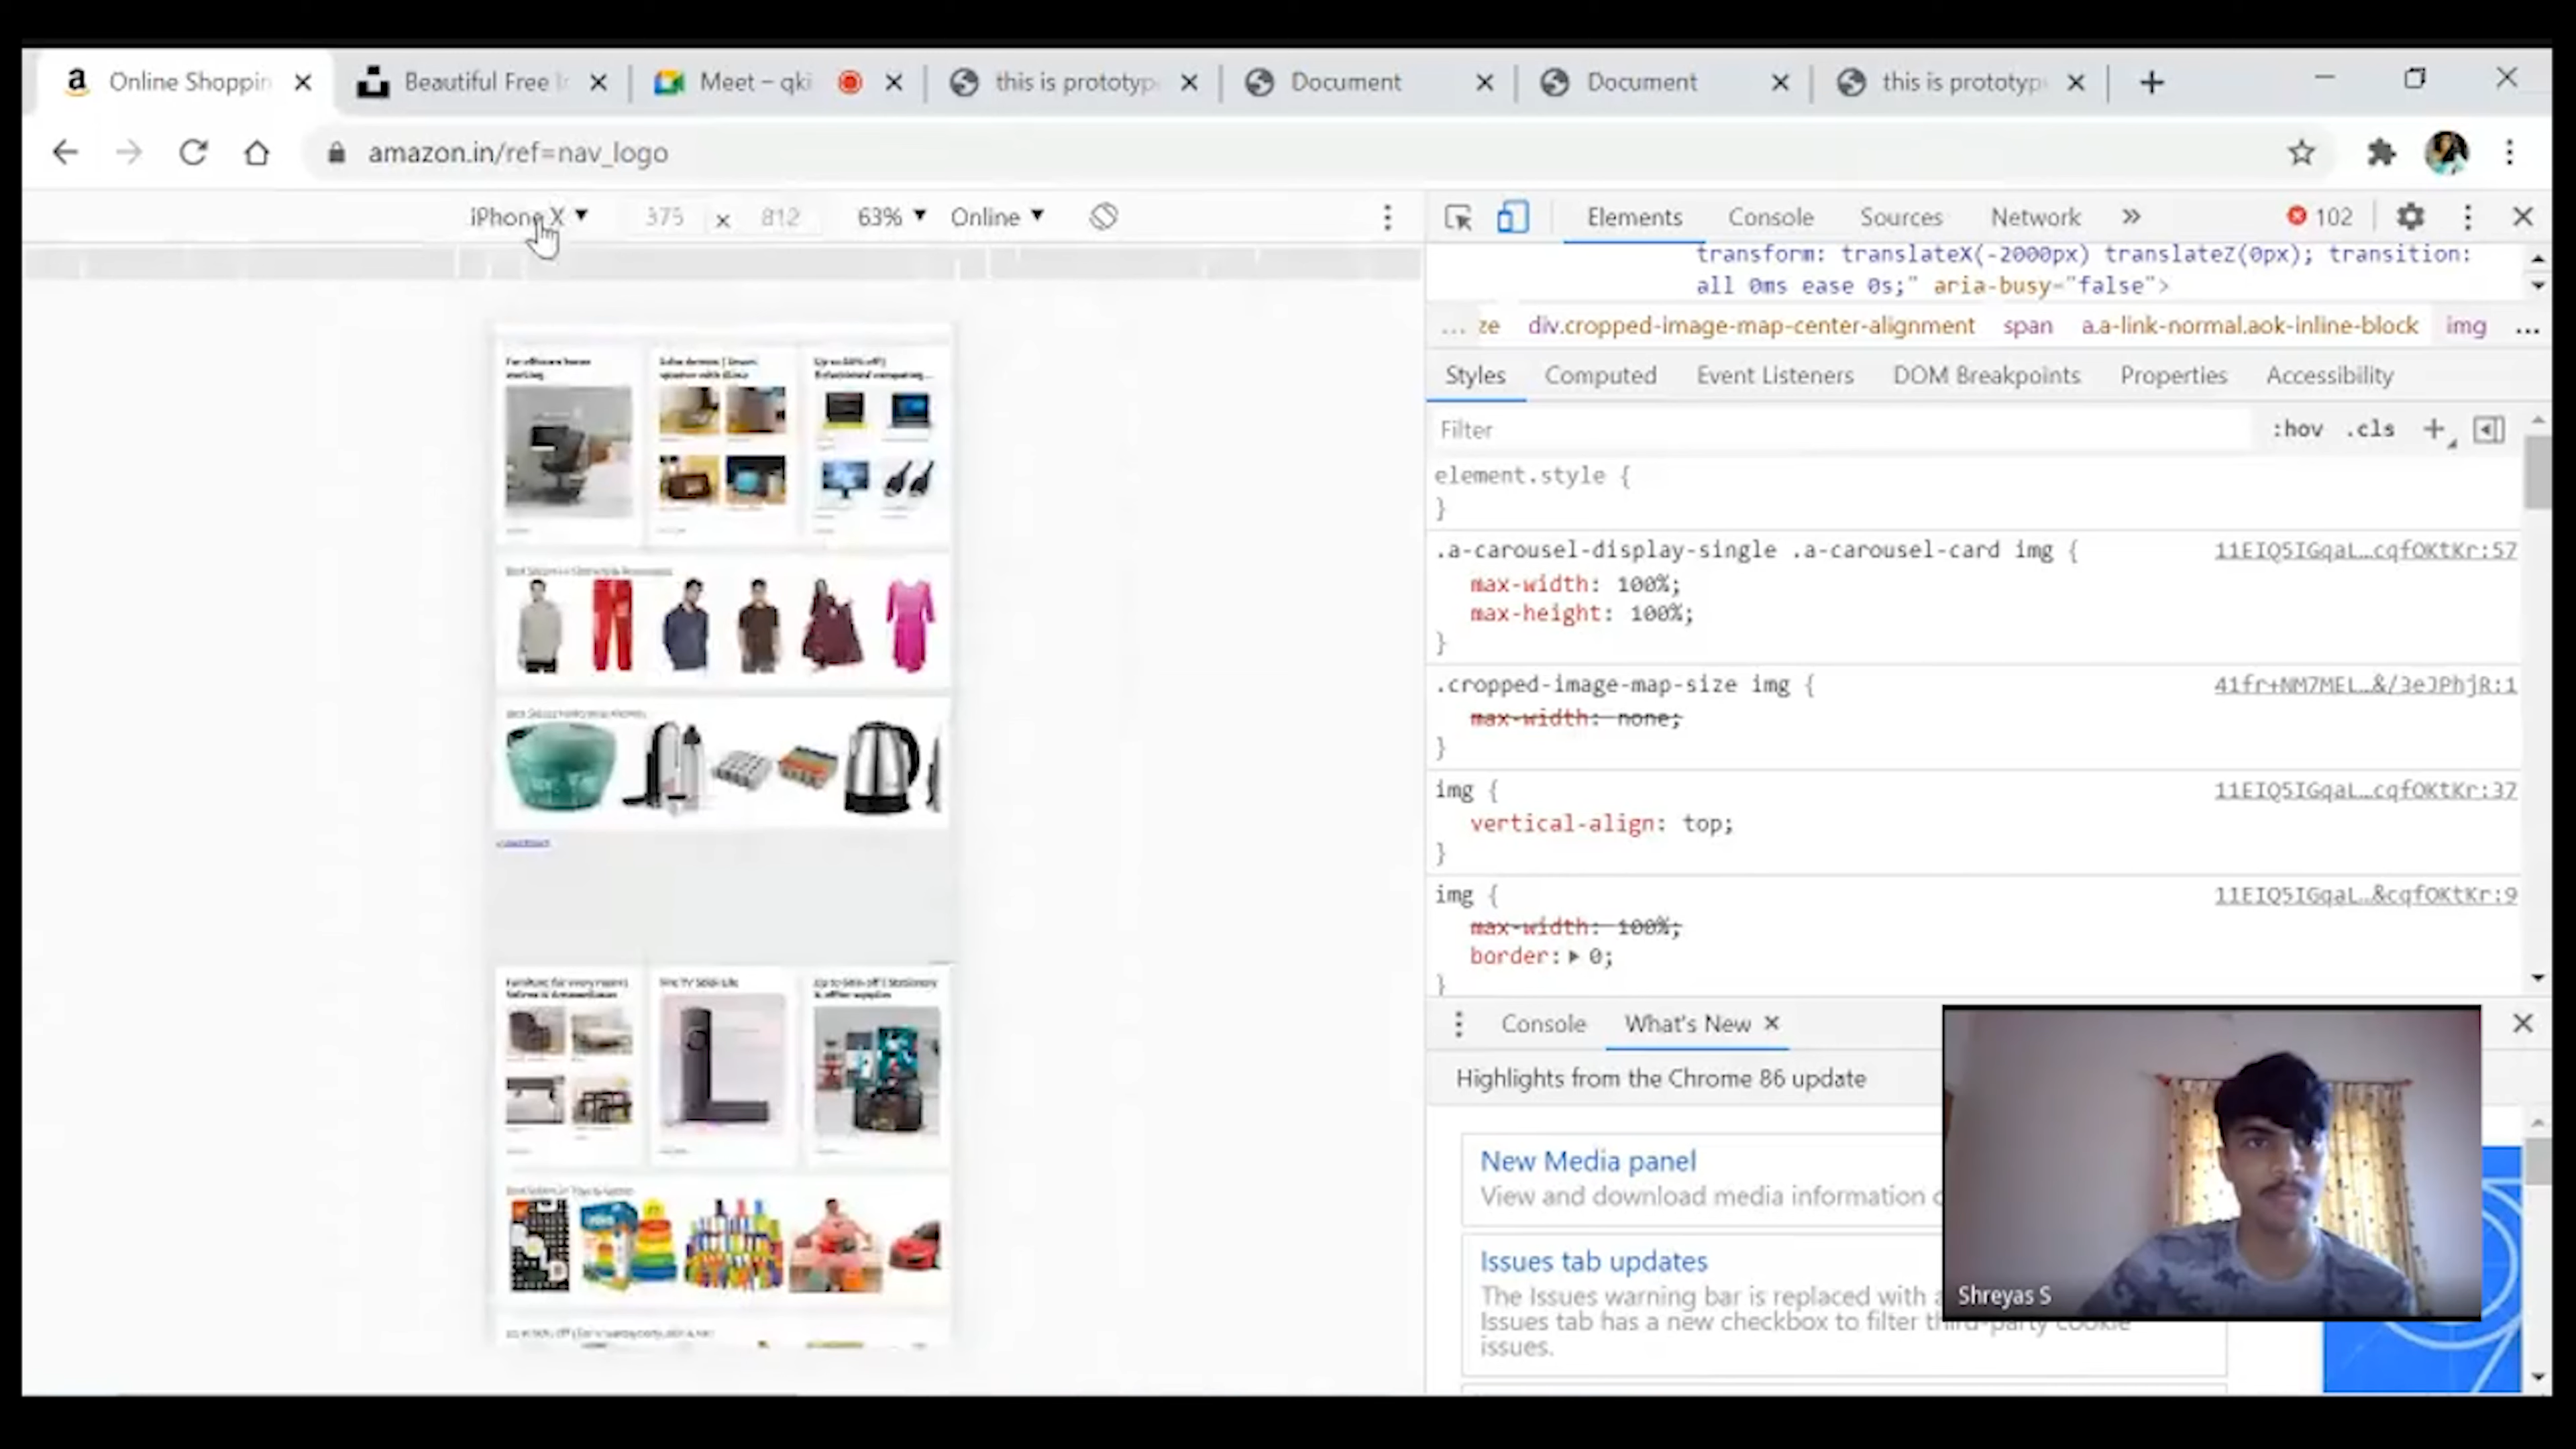 Online Shoppin
Beautiful Free I
Meet – qki
this is prototyp
Document
Document
this is prototyp
amazon.in/ref=nav_logo
iPhone X ▼
375 x 812
63% ▼
Online ▼
Elements
Console
Sources
Network
»
102
transform: translateX(-2000px) translateZ(0px); transition:
all 0ms ease 0s;" aria-busy="false">
... ze div.cropped-image-map-center-alignment span a.a-link-normal.aok-inline-block img ...
Styles Computed Event Listeners DOM Breakpoints Properties Accessibility
Filter :hov .cls +
element.style {
}
.a-carousel-display-single .a-carousel-card img { 11EIQ5IGqaL…cqfOKtKr:57
max-width: 100%;
max-height: 100%;
}
.cropped-image-map-size img { 41fr+NM7MEL…&/3eJPhjR:1
max-width: none;
}
img { 11EIQ5IGqaL…cqfOKtKr:37
vertical-align: top;
}
img { 11EIQ5IGqaL…&cqfOKtKr:9
max-width: 100%;
border: 0;
}
Console What's New
Highlights from the Chrome 86 update
New Media panel
View and download media information
Issues tab updates
The Issues warning bar is replaced with
Issues tab has a new checkbox to filter third-party cookie
issues.
Shreyas S